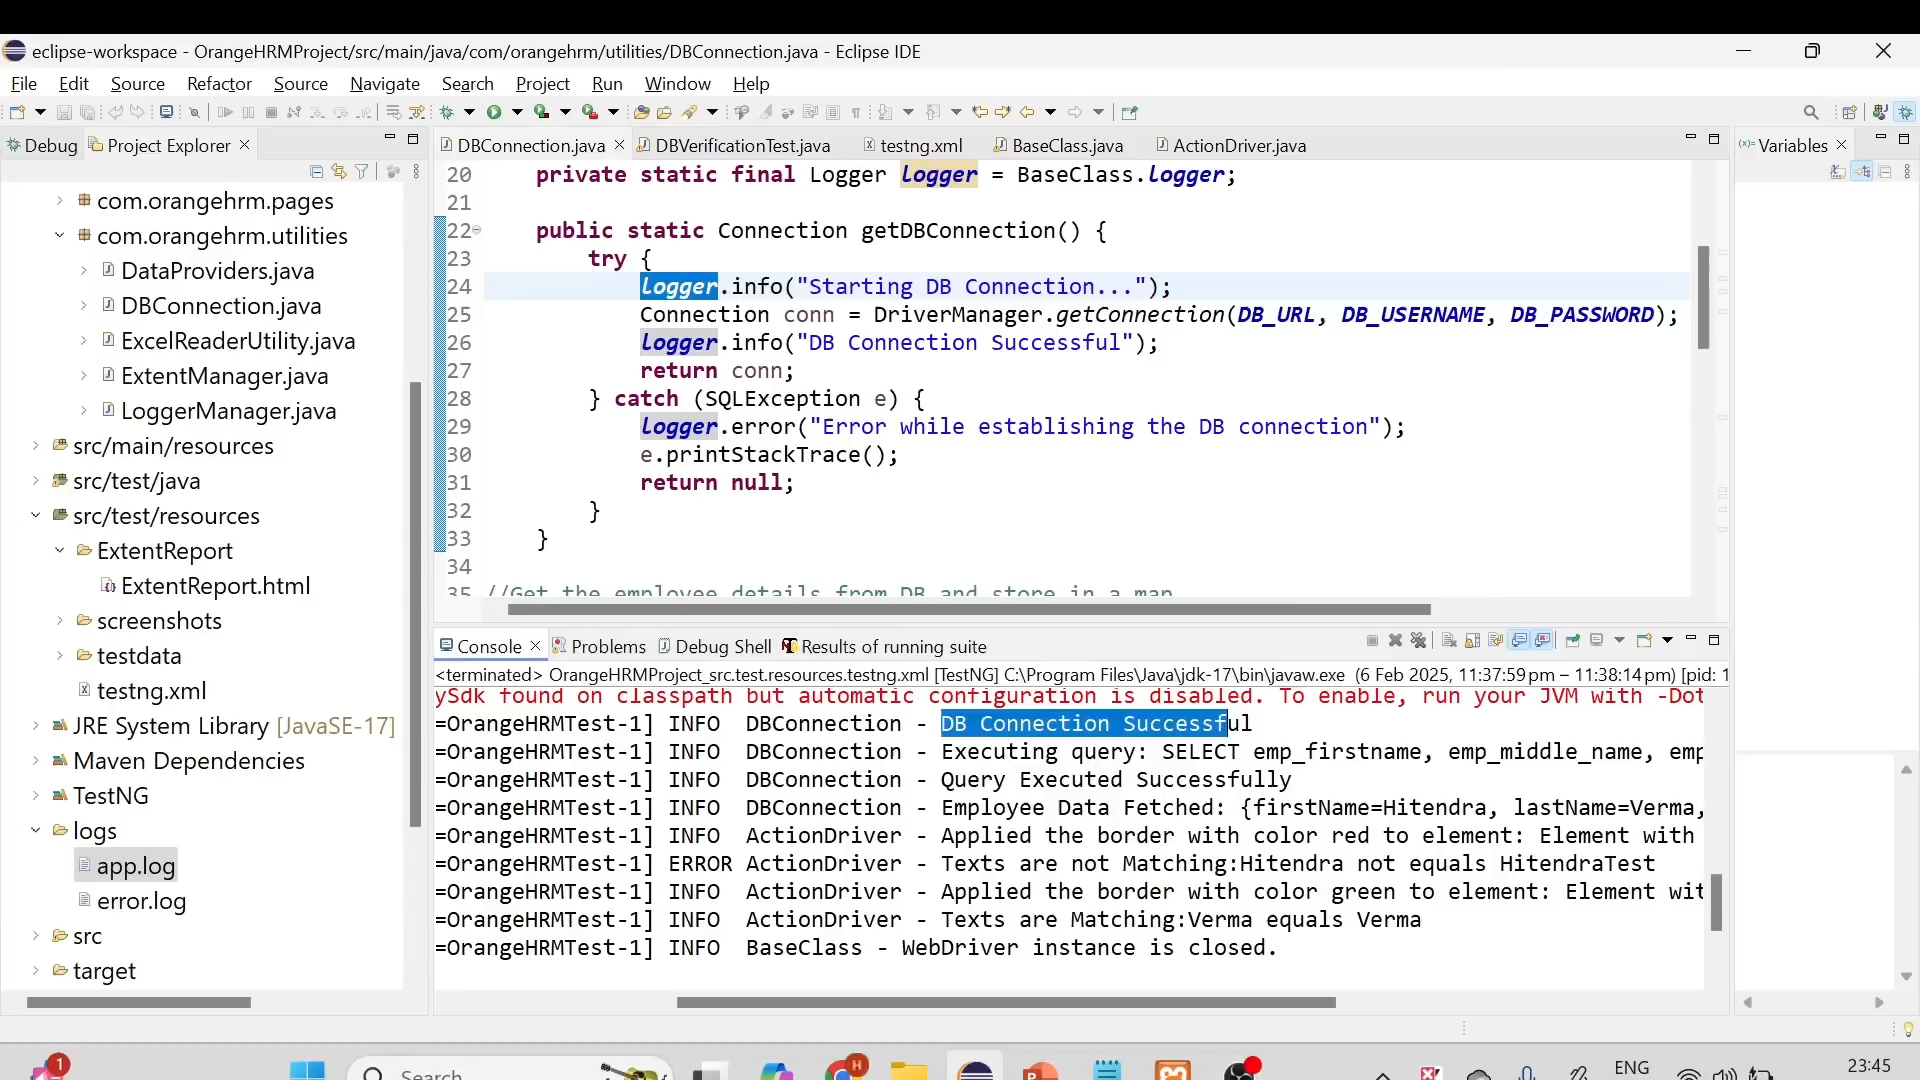 eclipse-workspace - OrangeHRMProject/src/main/java/com/orangehrm/utilities/DBConnection.java - Eclipse IDE
File Edit Source Refactor Source Navigate Search Project Run Window Help
Debug Project Explorer
DBConnection.java DBVerificationTest.java testng.xml BaseClass.java ActionDriver.java
Variables
com.orangehrm.pages
com.orangehrm.utilities
DataProviders.java
DBConnection.java
ExcelReaderUtility.java
ExtentManager.java
LoggerManager.java
src/main/resources
src/test/java
src/test/resources
ExtentReport
ExtentReport.html
screenshots
testdata
testng.xml
JRE System Library [JavaSE-17]
Maven Dependencies
TestNG
logs
app.log
error.log
src
target
20 private static final Logger logger = BaseClass.logger;
21
22 public static Connection getDBConnection() {
23 try {
24 logger.info("Starting DB Connection...");
25 Connection conn = DriverManager.getConnection(DB_URL, DB_USERNAME, DB_PASSWORD);
26 logger.info("DB Connection Successful");
27 return conn;
28 } catch (SQLException e) {
29 logger.error("Error while establishing the DB connection");
30 e.printStackTrace();
31 return null;
32 }
33 }
34
35 //Get the employee details from DB and store in a map
Console Problems Debug Shell Results of running suite
<terminated> OrangeHRMProject_src.test.resources.testng.xml [TestNG] C:\Program Files\Java\jdk-17\bin\javaw.exe (6 Feb 2025, 11:37:59 pm – 11:38:14 pm) [pid: 1
ySdk found on classpath but automatic configuration is disabled. To enable, run your JVM with -Dot
=OrangeHRMTest-1] INFO DBConnection - DB Connection Successful
=OrangeHRMTest-1] INFO DBConnection - Executing query: SELECT emp_firstname, emp_middle_name, emp
=OrangeHRMTest-1] INFO DBConnection - Query Executed Successfully
=OrangeHRMTest-1] INFO DBConnection - Employee Data Fetched: {firstName=Hitendra, lastName=Verma,
=OrangeHRMTest-1] INFO ActionDriver - Applied the border with color red to element: Element with
=OrangeHRMTest-1] ERROR ActionDriver - Texts are not Matching:Hitendra not equals HitendraTest
=OrangeHRMTest-1] INFO ActionDriver - Applied the border with color green to element: Element wit
=OrangeHRMTest-1] INFO ActionDriver - Texts are Matching:Verma equals Verma
=OrangeHRMTest-1] INFO BaseClass - WebDriver instance is closed.
1
Search
ENG
23:45